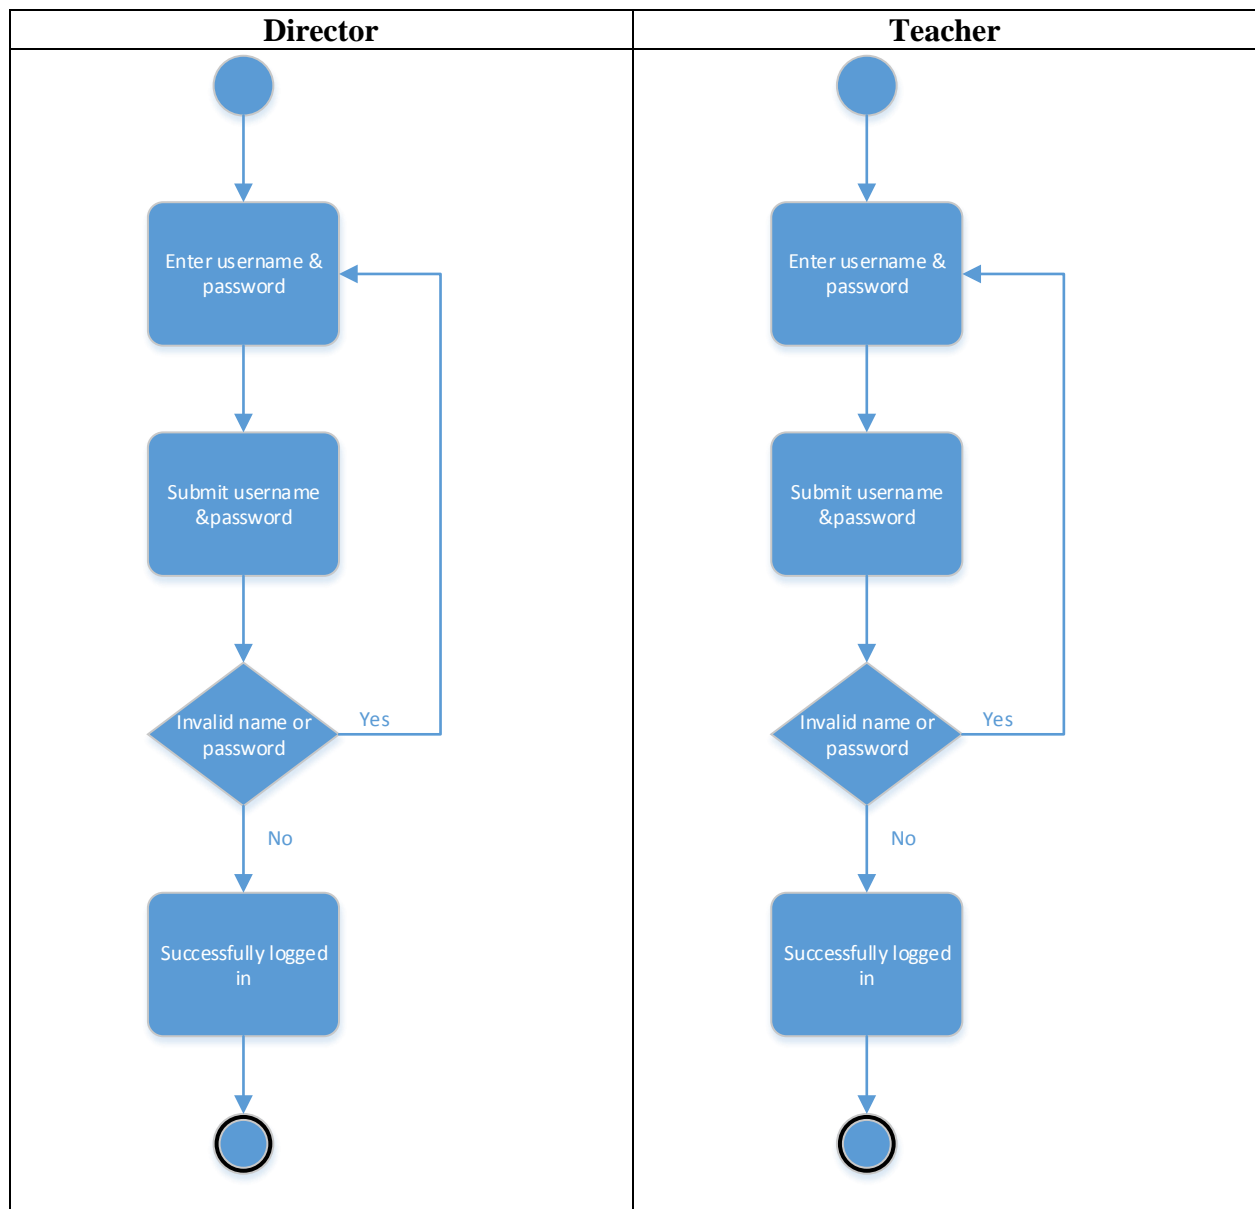 Director
Teacher
Enter username &
password
Submit username
&password
Invalid name or
password
Yes
No
Successfully logged
in
Enter username &
password
Submit username
&password
Invalid name or
password
Yes
No
Successfully logged
in